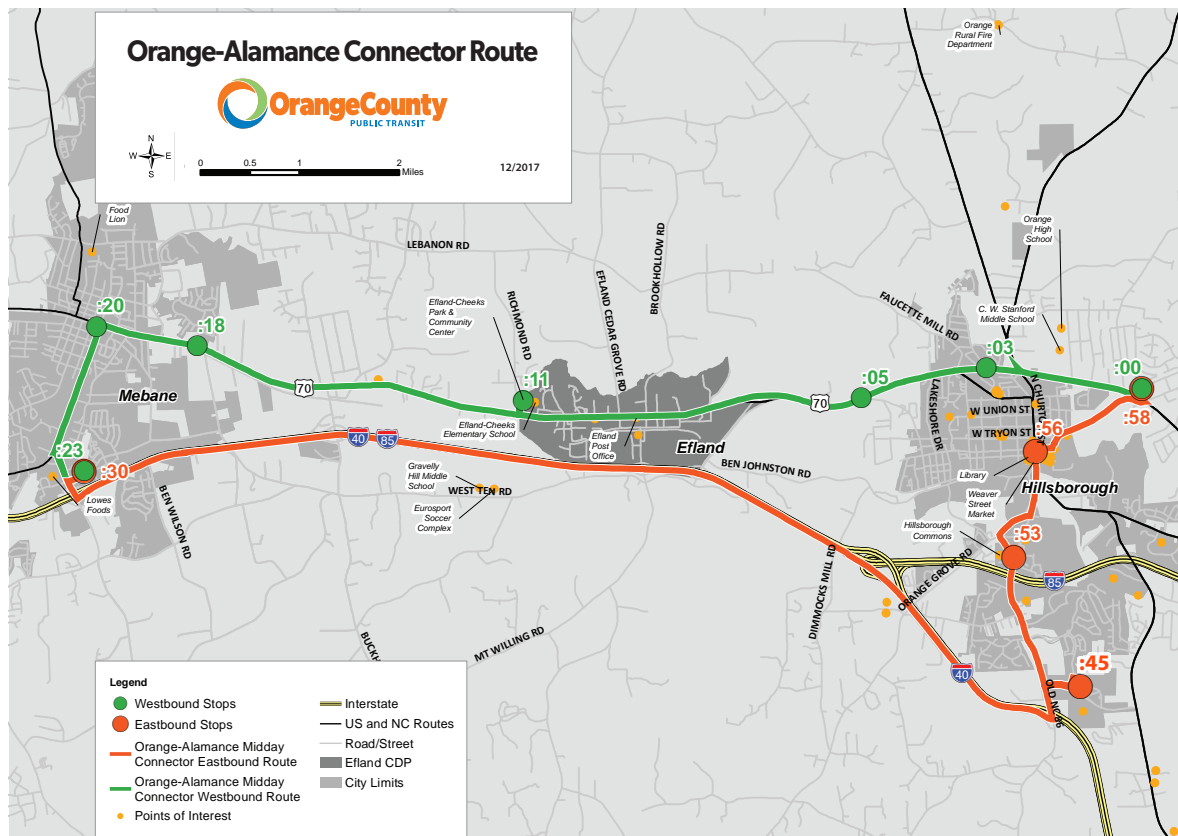 Orange-Alamance Connector Route
OrangeCounty
PUBLIC TRANSIT
N
W
E
S
0
0.5
1
2
Miles
12/2017
Orange
Rural Fire
Department
Food
Lion
Orange
High
School
LEBANON RD
BROOKHOLLOW RD
EFLAND CEDAR GROVE RD
RICHMOND RD
Efland-Cheeks
Park &
Community
Center
FAUCETTE MILL RD
C. W. Stanford
Middle School
:20
:18
:03
:00
:11
:05
70
70
:58
Mebane
LAKESHORE DR
W UNION ST
W TRYON ST
:56
Efland-Cheeks
Elementary School
Efland
Post
Office
Efland
40
85
:23
:30
BEN JOHNSTON RD
Library
Weaver
Street
Market
Hillsborough
Lowes
Foods
BEN WILSON RD
Gravelly
Hill Middle
School
WEST TEN RD
Eurosport
Soccer
Complex
Hillsborough
Commons
:53
DIMMOCKS MILL RD
ORANGE GROVE RD
85
MT WILLING RD
40
:45
OLD NC 86
Legend
Westbound Stops
Eastbound Stops
Orange-Alamance Midday
Connector Eastbound Route
Orange-Alamance Midday
Connector Westbound Route
Points of Interest
Interstate
US and NC Routes
Road/Street
Efland CDP
City Limits